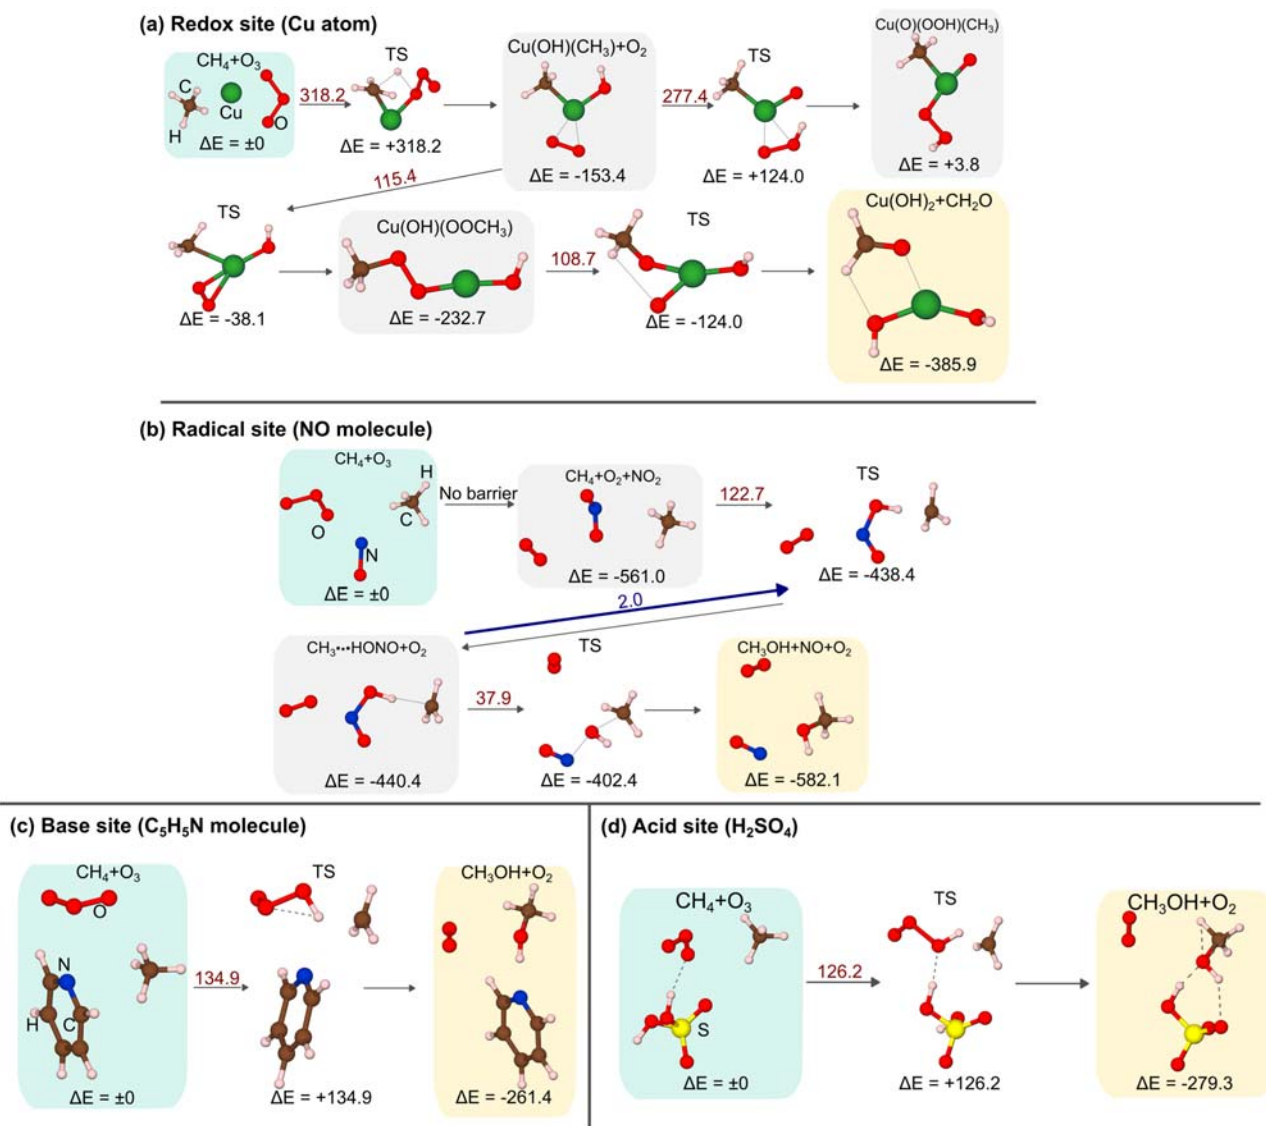 (a) Redox site (Cu atom)
CH₄+O₃
C
Cu
H
O
ΔE = ±0
318.2
TS
ΔE = +318.2
Cu(OH)(CH₃)+O₂
ΔE = -153.4
277.4
TS
ΔE = +124.0
Cu(O)(OOH)(CH₃)
ΔE = +3.8
115.4
TS
ΔE = -38.1
Cu(OH)(OOCH₃)
ΔE = -232.7
108.7
TS
ΔE = -124.0
Cu(OH)₂+CH₂O
ΔE = -385.9
(b) Radical site (NO molecule)
CH₄+O₃
H
C
O
N
ΔE = ±0
No barrier
CH₄+O₂+NO₂
ΔE = -561.0
122.7
TS
ΔE = -438.4
2.0
CH₃•••HONO+O₂
ΔE = -440.4
37.9
TS
ΔE = -402.4
CH₃OH+NO+O₂
ΔE = -582.1
(c) Base site (C₅H₅N molecule)
CH₄+O₃
O
N
H
C
ΔE = ±0
134.9
TS
ΔE = +134.9
CH₃OH+O₂
ΔE = -261.4
(d) Acid site (H₂SO₄)
CH₄+O₃
S
ΔE = ±0
126.2
TS
ΔE = +126.2
CH₃OH+O₂
ΔE = -279.3